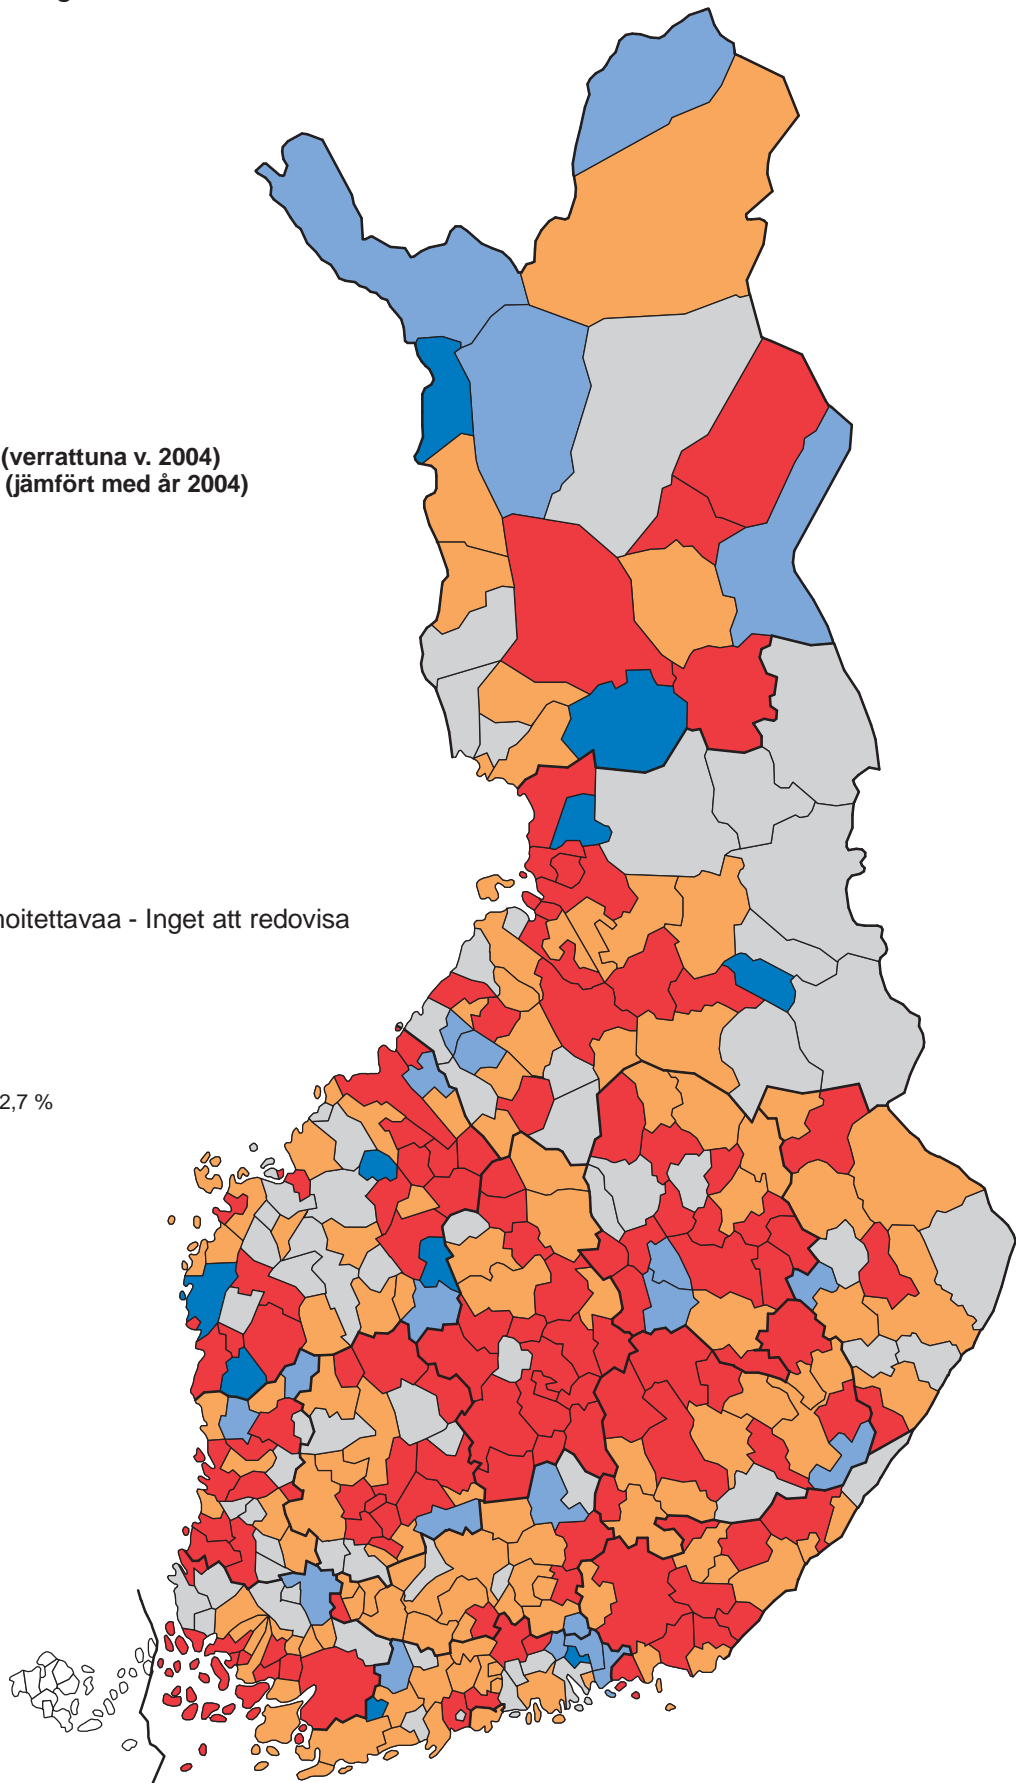 (verrattuna v. 2004)
(jämfört med år 2004)
noitettavaa - Inget att redovisa
2,7 %